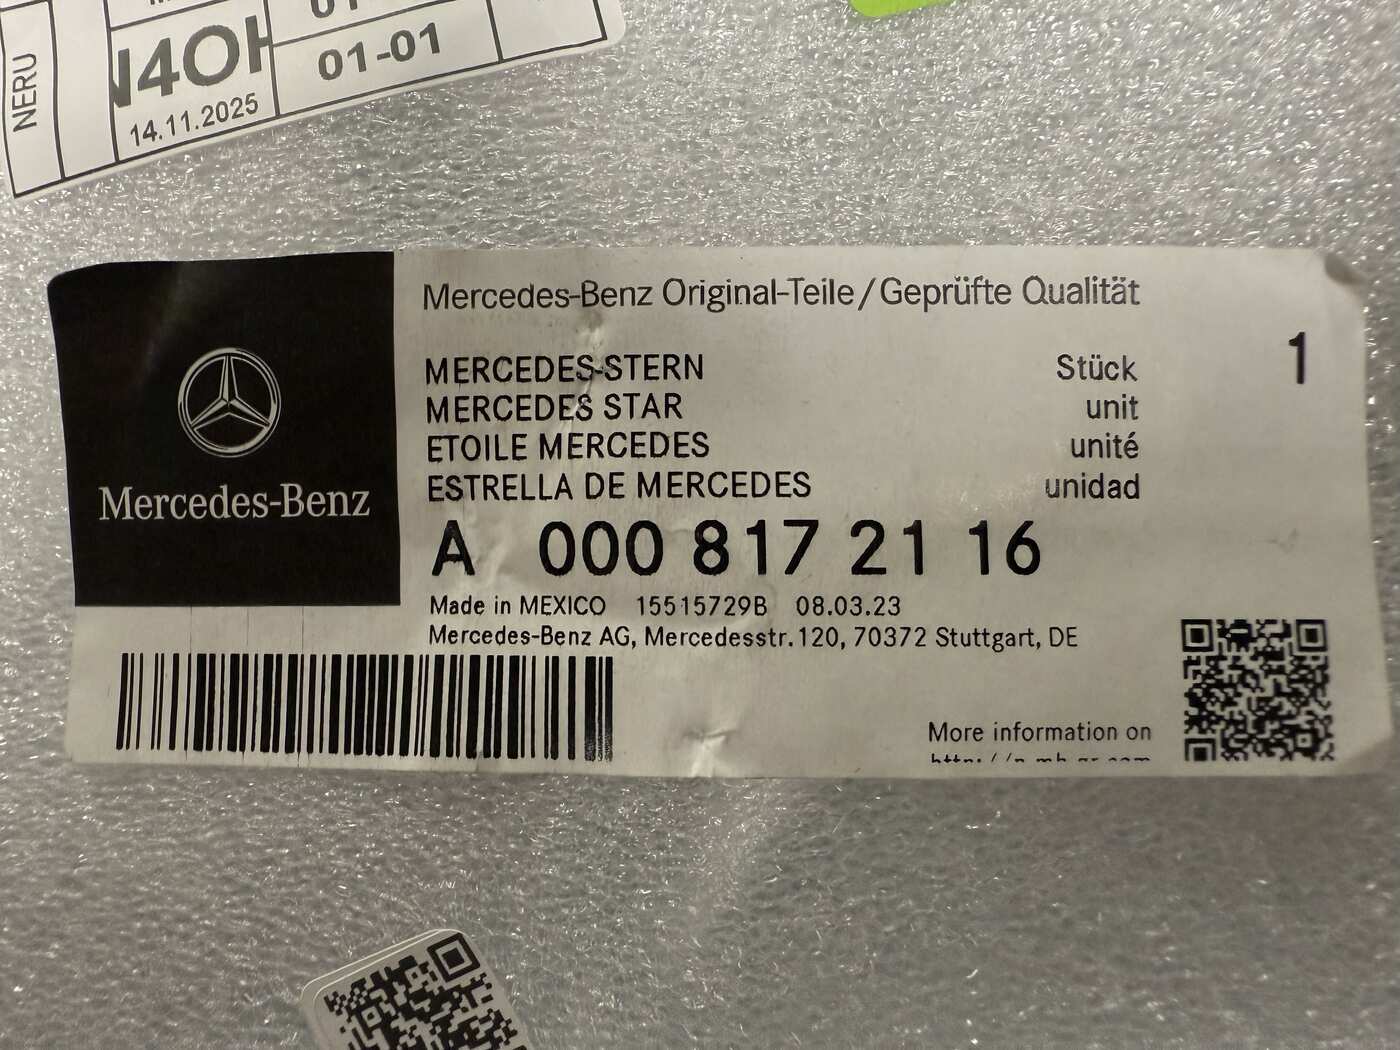 NERU
14.11.2025
01-01
Mercedes-Benz
Mercedes-Benz Original-Teile/Geprüfte Qualität
1
MERCEDES-STERN Stück
MERCEDES STAR unit
ETOILE MERCEDES unité
ESTRELLA DE MERCEDES unidad
A 000 817 21 16
Made in MEXICO 15515729B 08.03.23
Mercedes-Benz AG, Mercedesstr.120, 70372 Stuttgart, DE
More information on